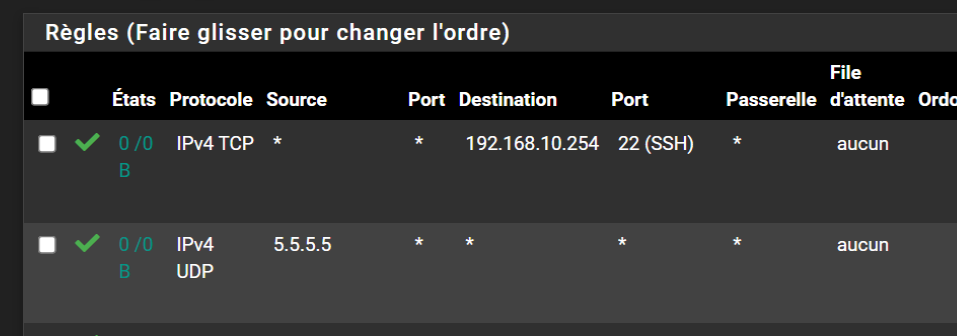 Règles (Faire glisser pour changer l'ordre)
File
États Protocole Source Port Destination Port Passerelle d'attente Ordo
0 /0 IPv4 TCP * * 192.168.10.254 22 (SSH) * aucun
B
0 /0 IPv4 5.5.5.5 * * * * aucun
B UDP